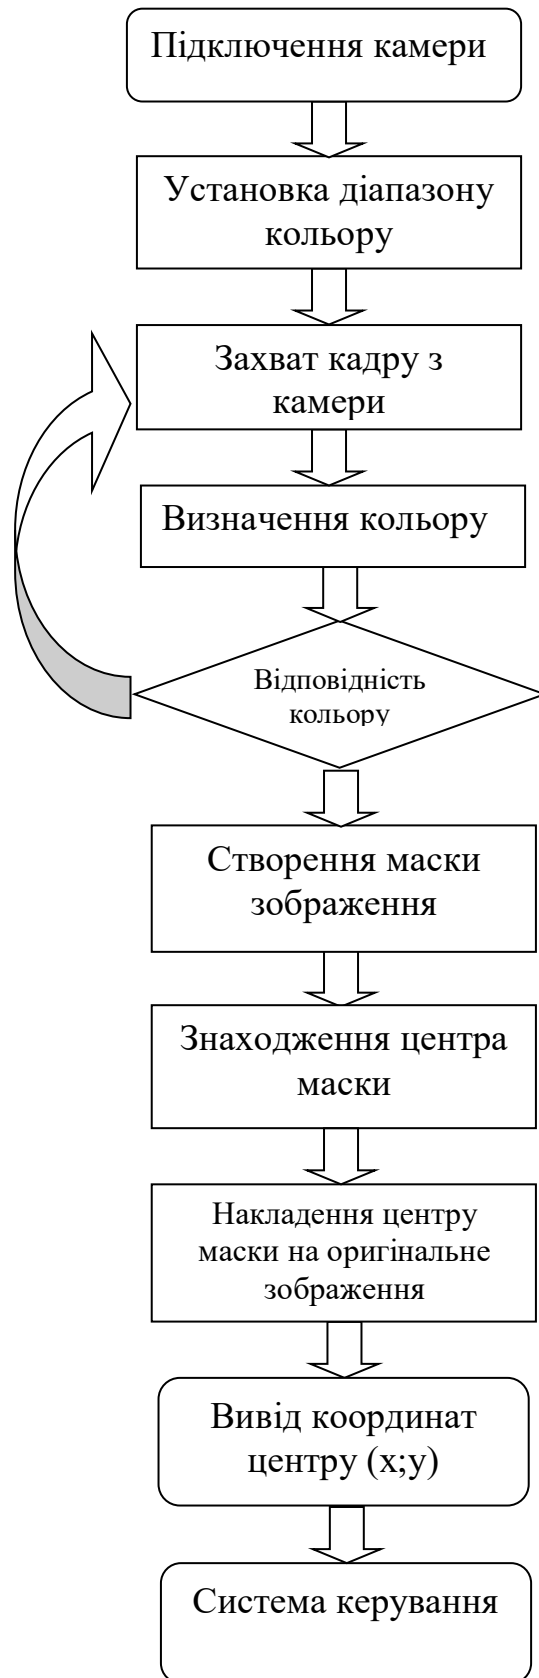 Підключення камери
Установка діапазону
кольору
Захват кадру з
камери
Визначення кольору
Відповідність
кольору
Створення маски
зображення
Знаходження центра
маски
Накладення центру
маски на оригінальне
зображення
Вивід координат
центру (x;y)
Система керування